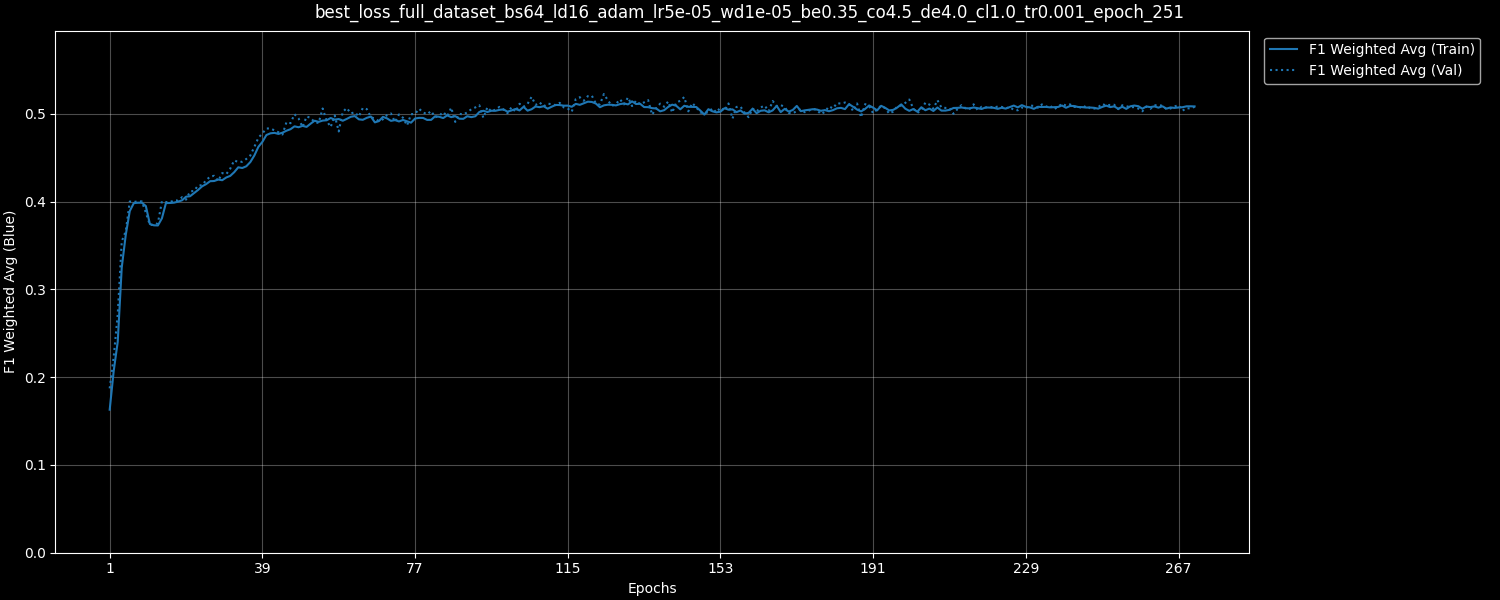 best_loss_full_dataset_bs64_ld16_adam_lr5e-05_wd1e-05_be0.35_co4.5_de4.0_cl1.0_tr0.001_epoch_251
F1 Weighted Avg (Train)
F1 Weighted Avg (Val)
F1 Weighted Avg (Blue)
0.5
0.4
0.3
0.2
0.1
0.0
1 39 77 115 153 191 229 267
Epochs